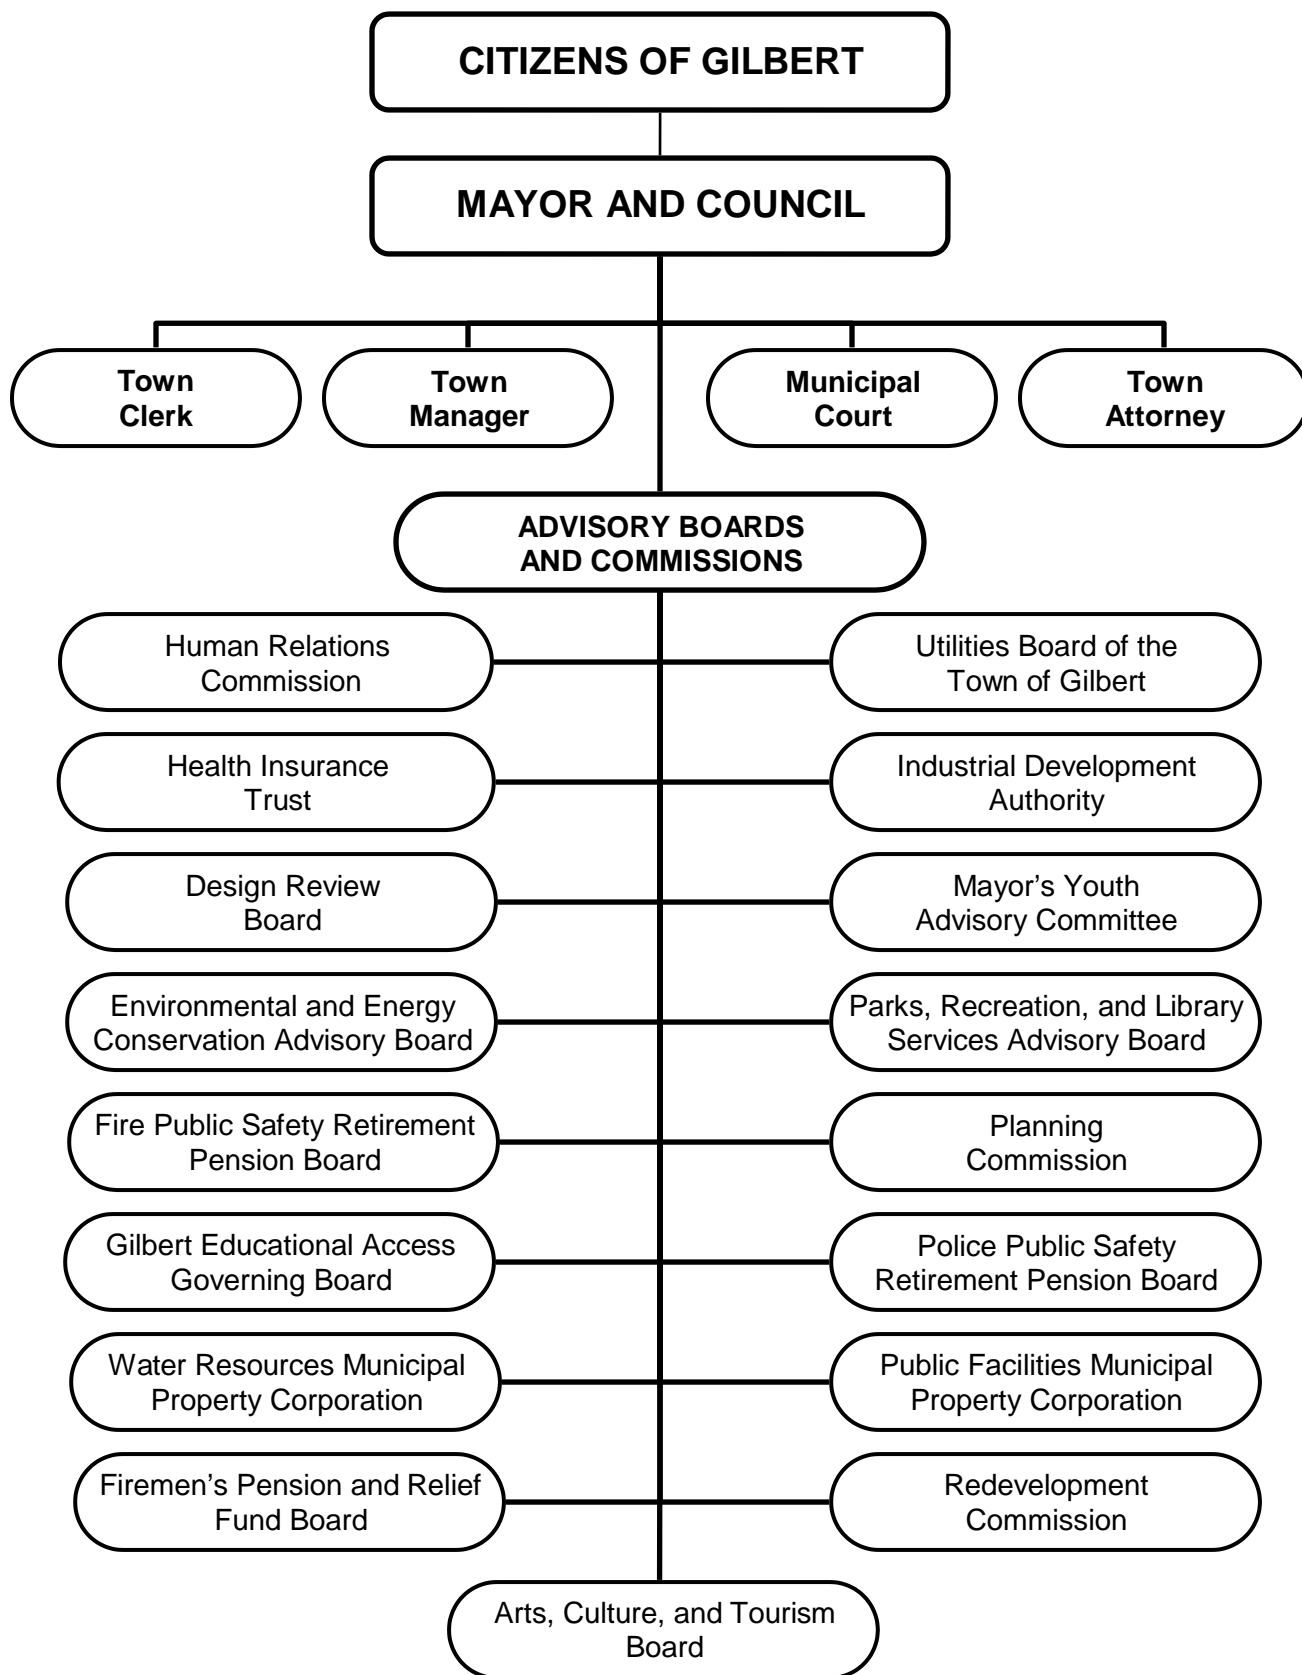 CITIZENS OF GILBERT
MAYOR AND COUNCIL
Town
Clerk
Town
Manager
Municipal
Court
Town
Attorney
ADVISORY BOARDS
AND COMMISSIONS
Human Relations
Commission
Utilities Board of the
Town of Gilbert
Health Insurance
Trust
Industrial Development
Authority
Design Review
Board
Mayor’s Youth
Advisory Committee
Environmental and Energy
Conservation Advisory Board
Parks, Recreation, and Library
Services Advisory Board
Fire Public Safety Retirement
Pension Board
Planning
Commission
Gilbert Educational Access
Governing Board
Police Public Safety
Retirement Pension Board
Water Resources Municipal
Property Corporation
Public Facilities Municipal
Property Corporation
Firemen’s Pension and Relief
Fund Board
Redevelopment
Commission
Arts, Culture, and Tourism
Board